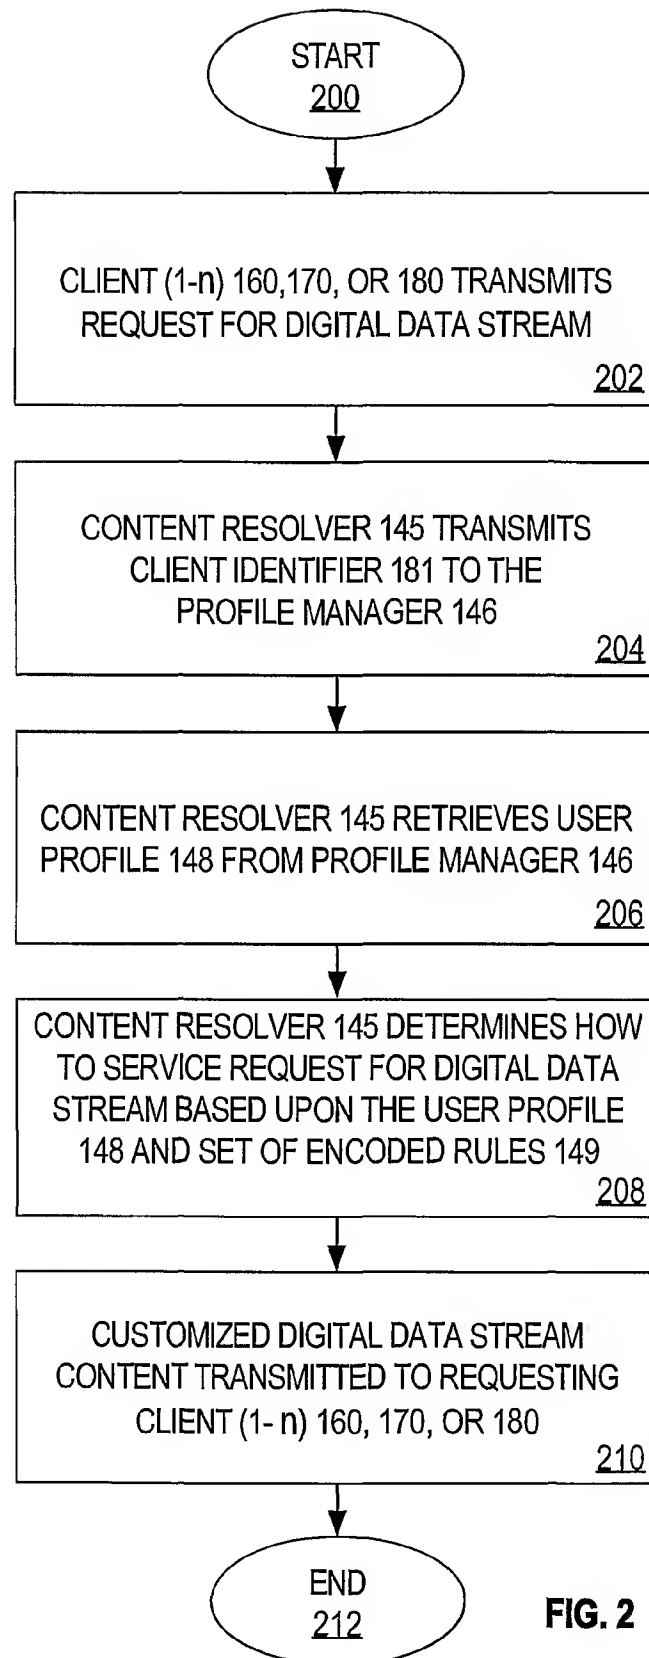 START
200
CLIENT (1-n) 160,170, OR 180 TRANSMITS
REQUEST FOR DIGITAL DATA STREAM
202
CONTENT RESOLVER 145 TRANSMITS
CLIENT IDENTIFIER 181 TO THE
PROFILE MANAGER 146
204
CONTENT RESOLVER 145 RETRIEVES USER
PROFILE 148 FROM PROFILE MANAGER 146
206
CONTENT RESOLVER 145 DETERMINES HOW
TO SERVICE REQUEST FOR DIGITAL DATA
STREAM BASED UPON THE USER PROFILE
148 AND SET OF ENCODED RULES 149
208
CUSTOMIZED DIGITAL DATA STREAM
CONTENT TRANSMITTED TO REQUESTING
CLIENT (1- n) 160, 170, OR 180
210
END
212
FIG. 2